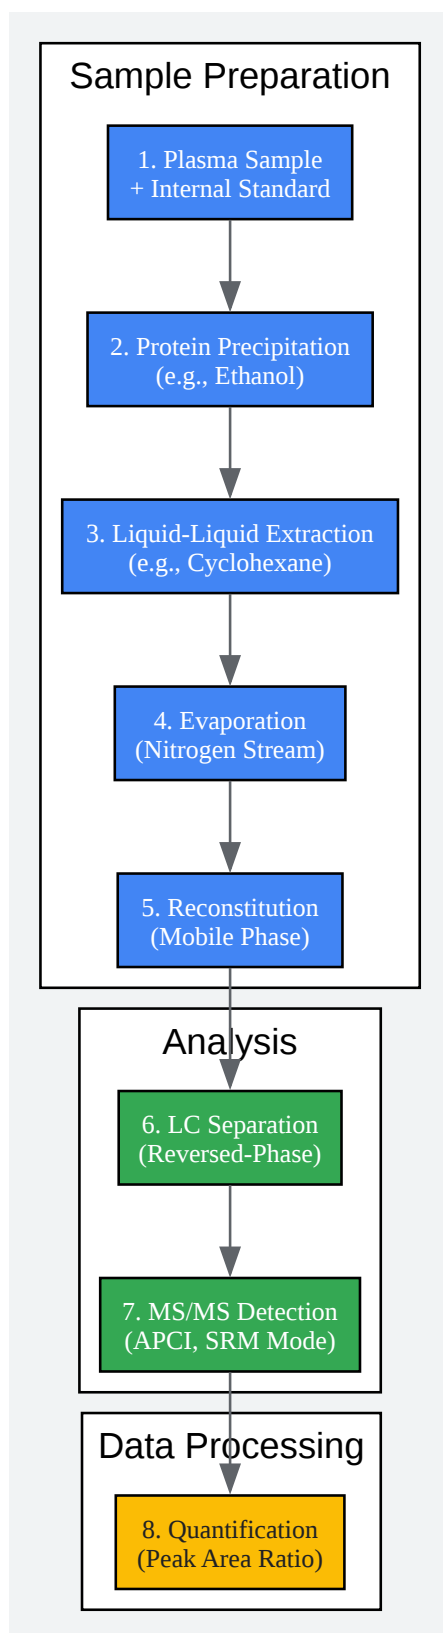 Sample Preparation
1. Plasma Sample
+ Internal Standard
2. Protein Precipitation
(e.g., Ethanol)
3. Liquid-Liquid Extraction
(e.g., Cyclohexane)
4. Evaporation
(Nitrogen Stream)
5. Reconstitution
(Mobile Phase)
Analysis
6. LC Separation
(Reversed-Phase)
7. MS/MS Detection
(APCI, SRM Mode)
Data Processing
8. Quantification
(Peak Area Ratio)